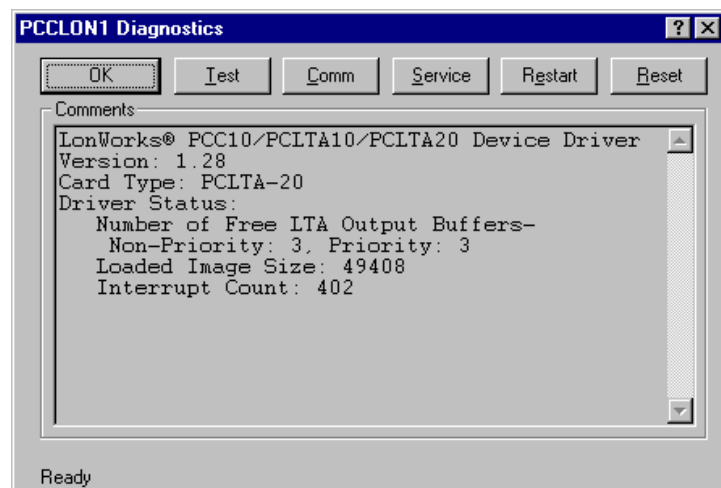 PCCLON1 Diagnostics
? X
OK Test Comm Service Restart Reset
Comments
LonWorks® PCC10/PCLTA10/PCLTA20 Device Driver
Version: 1.28
Card Type: PCLTA-20
Driver Status:
Number of Free LTA Output Buffers-
Non-Priority: 3, Priority: 3
Loaded Image Size: 49408
Interrupt Count: 402
Ready